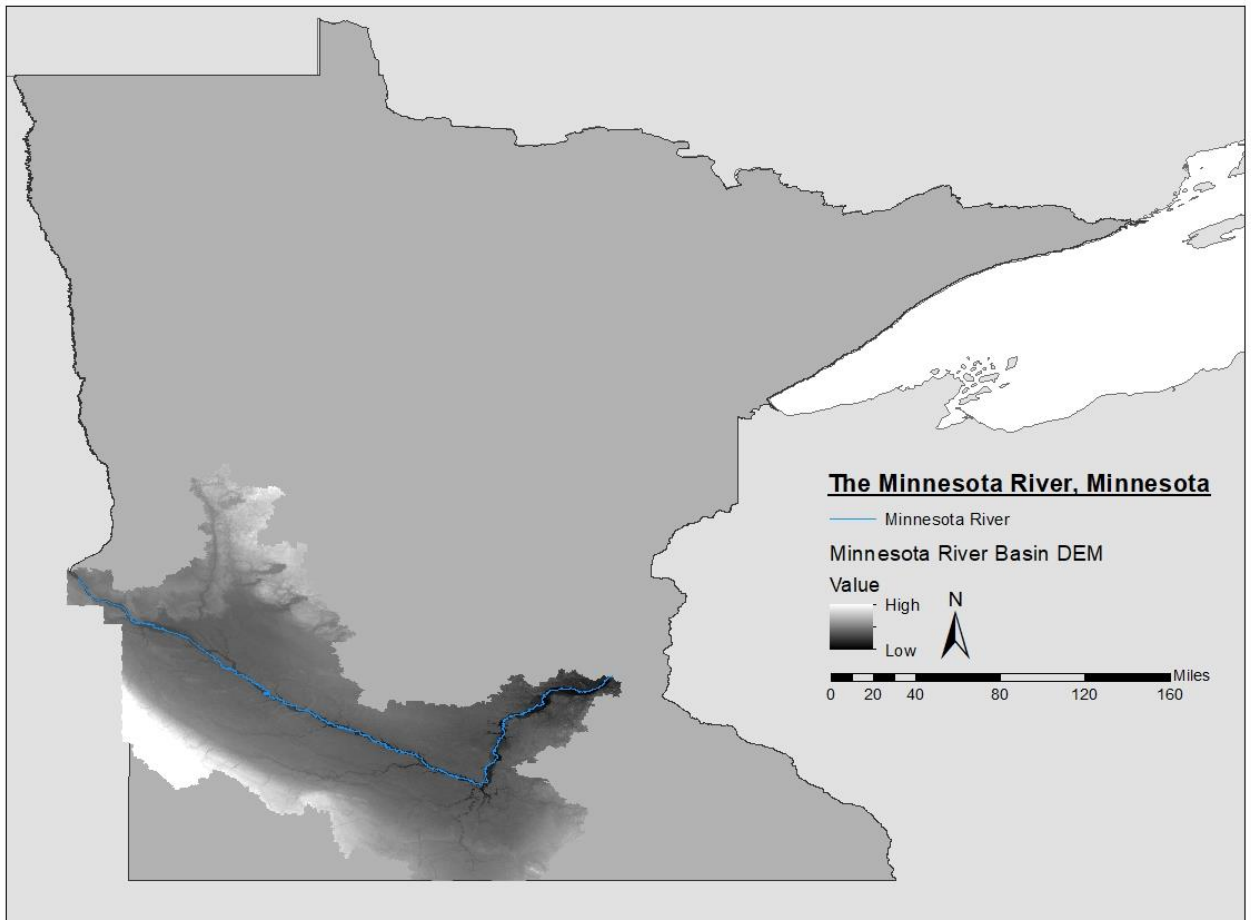 The Minnesota River, Minnesota
Minnesota River
Minnesota River Basin DEM
Value
High
Low
N
Miles
0 20 40 80 120 160